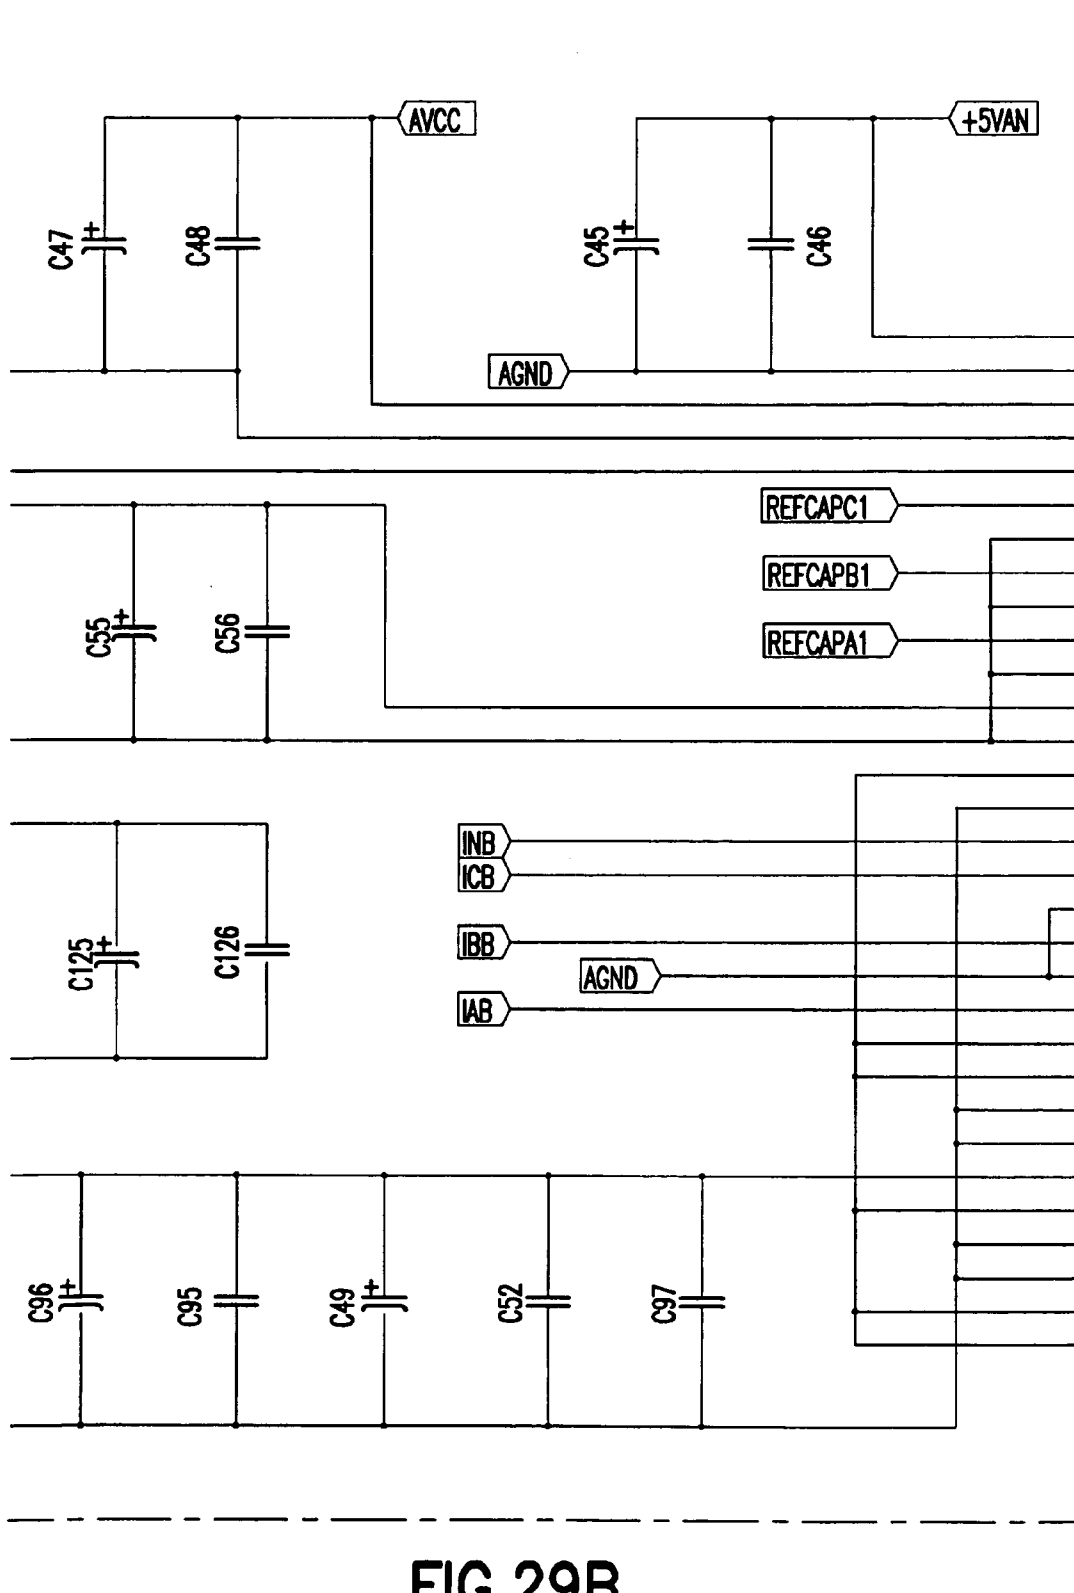 AVCC
+5VAN
C47 +
C48
C45 +
C46
AGND
REFCAPC1
REFCAPB1
REFCAPA1
C55 +
C56
INB
ICB
IBB
AGND
IAB
C125 +
C126
C96 +
C95
C49 +
C52
C97
FIG. 29B